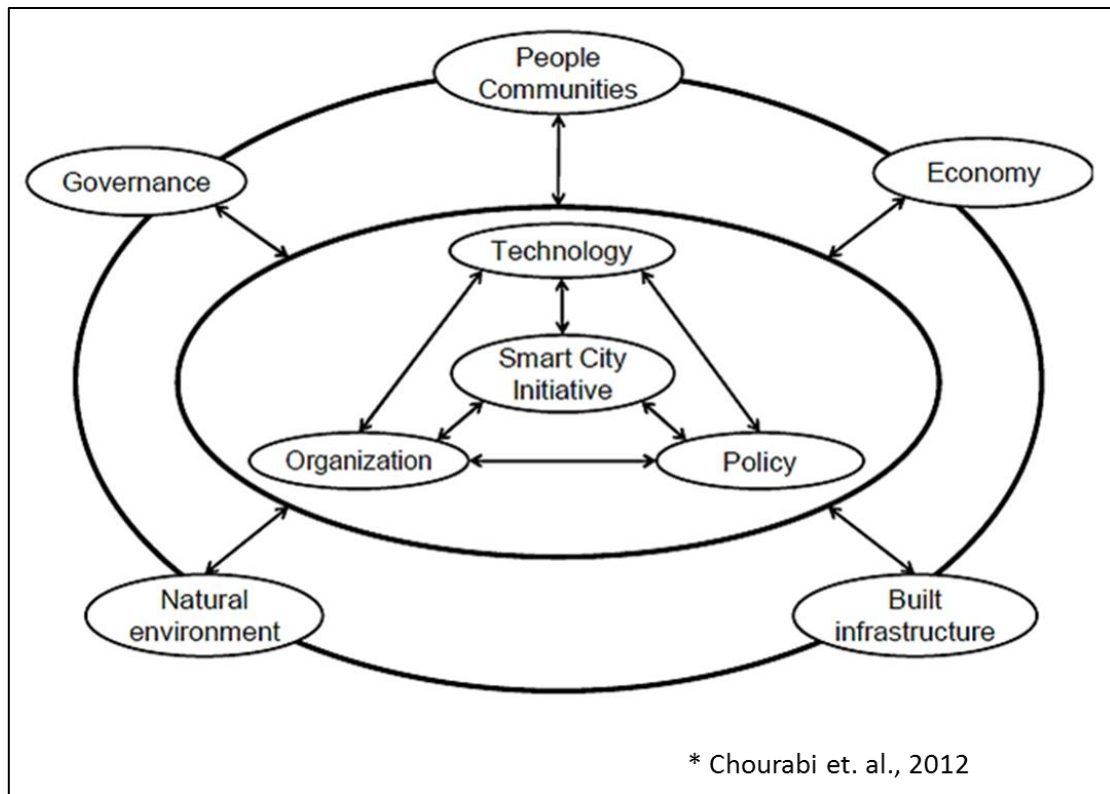 People
Communities
Governance
Economy
Technology
Smart City
Initiative
Organization
Policy
Natural
environment
Built
infrastructure
* Chourabi et. al., 2012